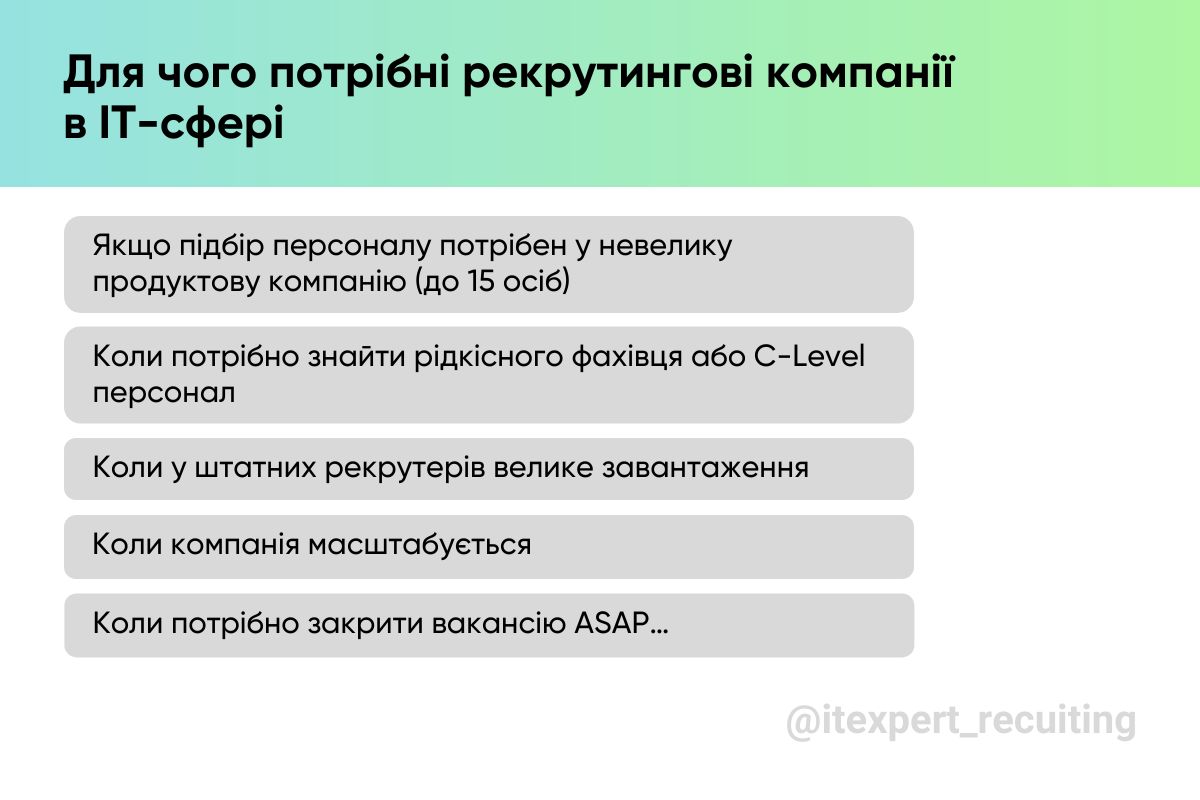 Для чого потрібні рекрутингові компанії
в ІТ-сфері
Якщо підбір персоналу потрібен у невелику
продуктову компанію (до 15 осіб)
Коли потрібно знайти рідкісного фахівця або C-Level
персонал
Коли у штатних рекрутерів велике завантаження
Коли компанія масштабується
Коли потрібно закрити вакансію ASAP...
@itexpert_recuiting